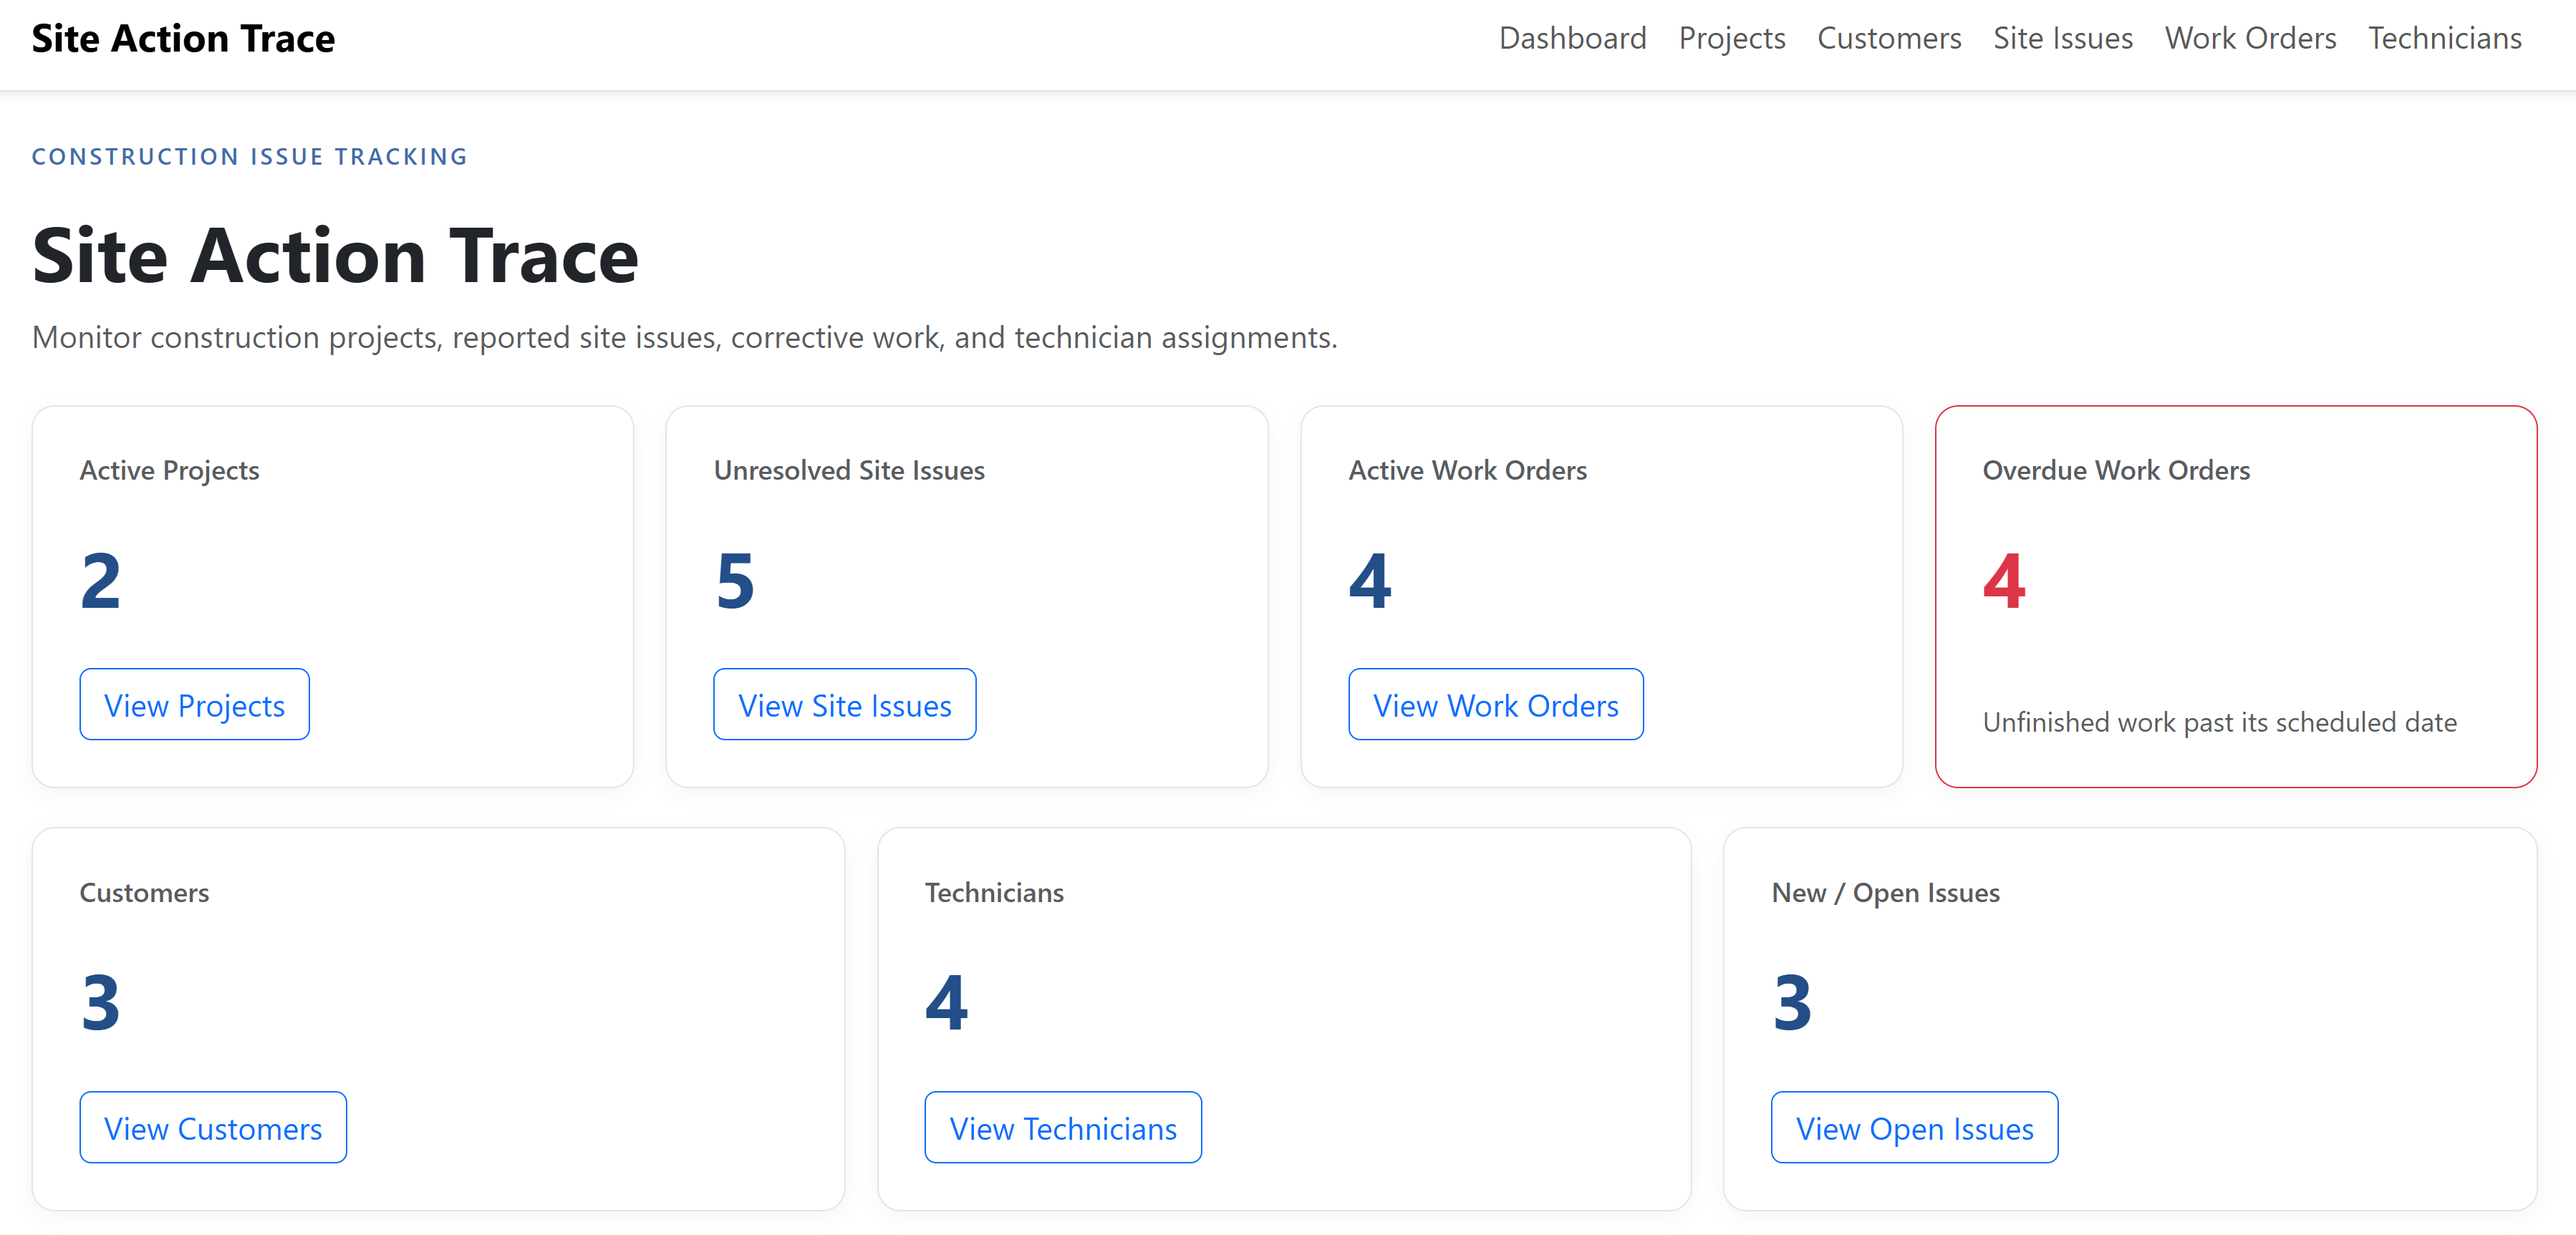 Site Action Trace
Dashboard Projects Customers Site Issues Work Orders Technicians
CONSTRUCTION ISSUE TRACKING
Site Action Trace
Monitor construction projects, reported site issues, corrective work, and technician assignments.
Active Projects
2
View Projects
Unresolved Site Issues
5
View Site Issues
Active Work Orders
4
View Work Orders
Overdue Work Orders
4
Unfinished work past its scheduled date
Customers
3
View Customers
Technicians
4
View Technicians
New / Open Issues
3
View Open Issues